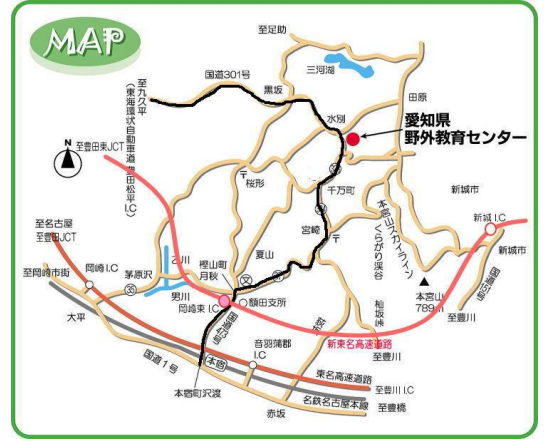 MAP
至足助
国道301号
三河湖
黒坂
田原
水別
愛知県
野外教育センター
至九久平
(東海環状自動車道 豊田松平I.C)
N
至豊田東JCT
桜形
千万町
新城市
新城I.C
本宮山スカイライン
くらがり渓谷
宮崎
至名古屋
至豊田JCT
乙川
樫山町
月秋
夏山
新城市
茅原沢
岡崎I.C
至岡崎市街
35
男川
岡崎東I.C
額田支所
本宮山
789m
至豊川
大平
音羽蒲郡
I.C
新東名高速道路
至豊川
国道1号
本宿
東名高速道路
至豊川I.C
本宿町沢渡
名鉄名古屋本線
赤坂
至豊橋